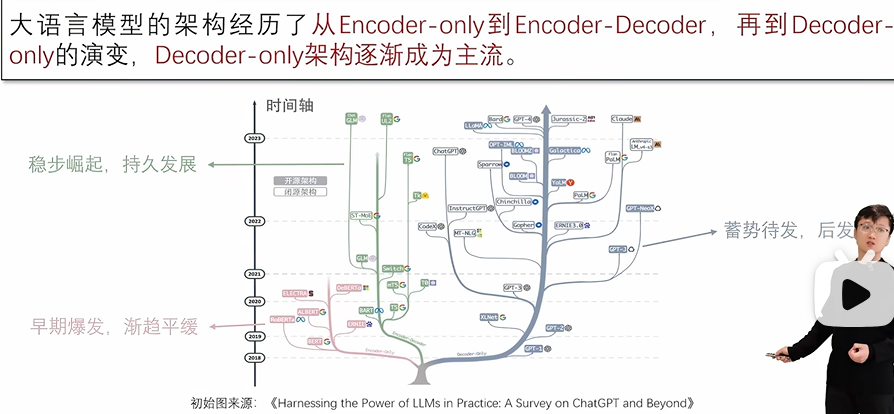 大语言模型的架构经历了从Encoder-only到Encoder-Decoder，再到Decoder-
only的演变，Decoder-only架构逐渐成为主流。
时间轴
Flan GLM
Flan UL2
Bard
GPT-4
Jurassic-2
Claude
LLaMA
2023
ChatGPT
OPT-IML
BLOOMZ
Galactica
Anthropic LM_v4-s3
稳步崛起，持久发展
Flan T5
Sparrow
Flan PaLM
开源架构
闭源架构
BLOOM
YaLM
Tk
PaLM
ST-MoE
InstructGPT
Chinchilla
GPT-NeoX
2022
CodeX
MT-NLG
Gopher
ERNIE3.0
蓄势待发，后发
GPT-J
GLM
Switch
2021
ELECTRA
DeBERTa
mT5
T0
GPT-3
2020
ALBERT
BART
T5
RoBERTa
ERNIE
XLNet
早期爆发，渐趋平缓
GPT-2
2019
BERT
Encoder-Decoder
Encoder-Only
Decoder-Only
GPT-1
2018
初始图来源：《Harnessing the Power of LLMs in Practice: A Survey on ChatGPT and Beyond》